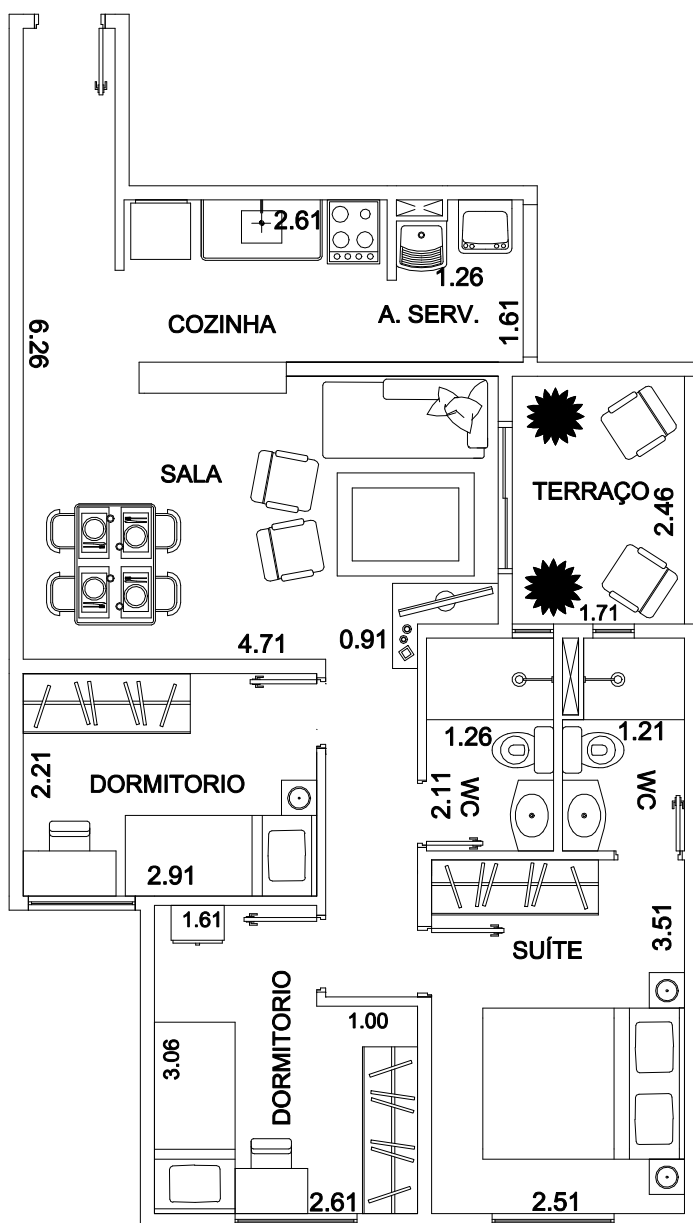 2.61
1.26
A. SERV.
COZINHA
1.61
6.26
SALA
TERRAÇO
2.46
1.71
4.71
0.91
1.26
1.21
2.21
DORMITORIO
2.11
WC
WC
2.91
1.61
3.51
SUÍTE
1.00
3.06
DORMITORIO
2.61
2.51